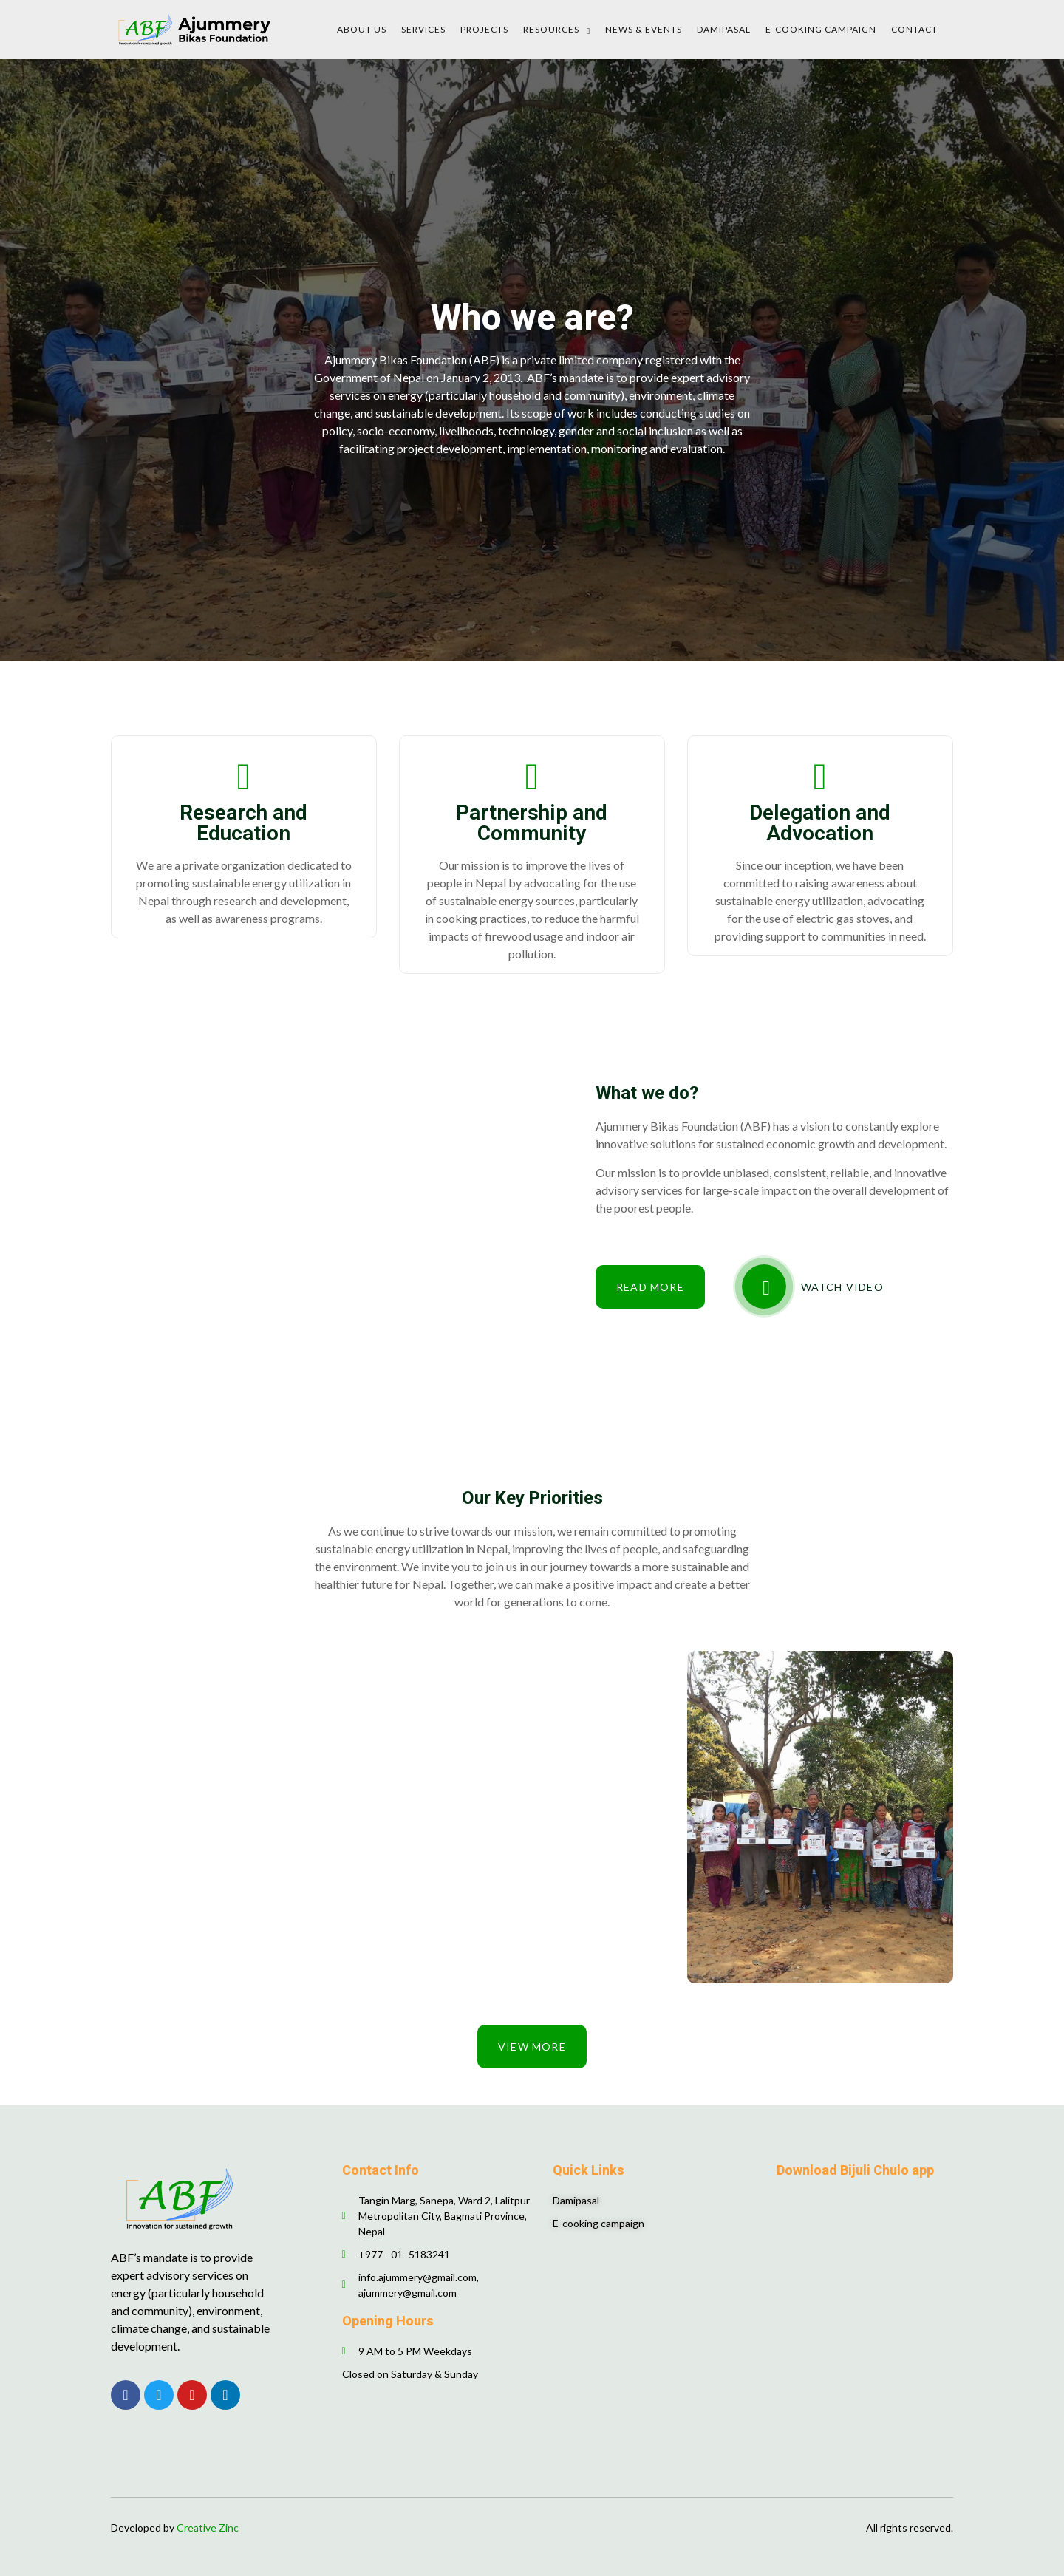 ABF
Innovation for sustained growth
Ajummery
Bikas Foundation
ABOUT US
SERVICES
PROJECTS
RESOURCES
NEWS & EVENTS
DAMIPASAL
E-COOKING CAMPAIGN
CONTACT
Who we are?
Ajummery Bikas Foundation (ABF) is a private limited company registered with the
Government of Nepal on January 2, 2013. ABF’s mandate is to provide expert advisory
services on energy (particularly household and community), environment, climate
change, and sustainable development. Its scope of work includes conducting studies on
policy, socio-economy, livelihoods, technology, gender and social inclusion as well as
facilitating project development, implementation, monitoring and evaluation.
Research and
Education
We are a private organization dedicated to
promoting sustainable energy utilization in
Nepal through research and development,
as well as awareness programs.
Partnership and
Community
Our mission is to improve the lives of
people in Nepal by advocating for the use
of sustainable energy sources, particularly
in cooking practices, to reduce the harmful
impacts of firewood usage and indoor air
pollution.
Delegation and
Advocation
Since our inception, we have been
committed to raising awareness about
sustainable energy utilization, advocating
for the use of electric gas stoves, and
providing support to communities in need.
What we do?
Ajummery Bikas Foundation (ABF) has a vision to constantly explore
innovative solutions for sustained economic growth and development.
Our mission is to provide unbiased, consistent, reliable, and innovative
advisory services for large-scale impact on the overall development of
the poorest people.
READ MORE
WATCH VIDEO
Our Key Priorities
As we continue to strive towards our mission, we remain committed to promoting
sustainable energy utilization in Nepal, improving the lives of people, and safeguarding
the environment. We invite you to join us in our journey towards a more sustainable and
healthier future for Nepal. Together, we can make a positive impact and create a better
world for generations to come.
VIEW MORE
ABF
Innovation for sustained growth
ABF’s mandate is to provide
expert advisory services on
energy (particularly household
and community), environment,
climate change, and sustainable
development.
Contact Info
Tangin Marg, Sanepa, Ward 2, Lalitpur
Metropolitan City, Bagmati Province,
Nepal
+977 - 01- 5183241
info.ajummery@gmail.com,
ajummery@gmail.com
Opening Hours
9 AM to 5 PM Weekdays
Closed on Saturday & Sunday
Quick Links
Damipasal
E-cooking campaign
Download Bijuli Chulo app
Developed by Creative Zinc
All rights reserved.